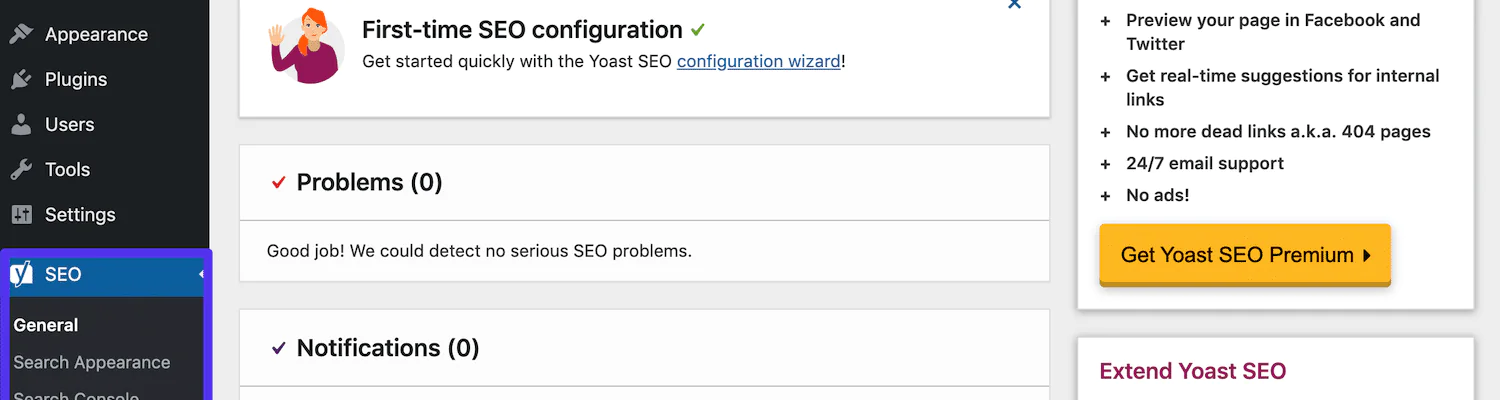 Appearance
Plugins
Users
Tools
Settings
SEO
General
Search Appearance
Search Console
First-time SEO configuration
Get started quickly with the Yoast SEO configuration wizard!
Problems (0)
Good job! We could detect no serious SEO problems.
Notifications (0)
+ Preview your page in Facebook and
Twitter
+ Get real-time suggestions for internal
links
+ No more dead links a.k.a. 404 pages
+ 24/7 email support
+ No ads!
Get Yoast SEO Premium
Extend Yoast SEO